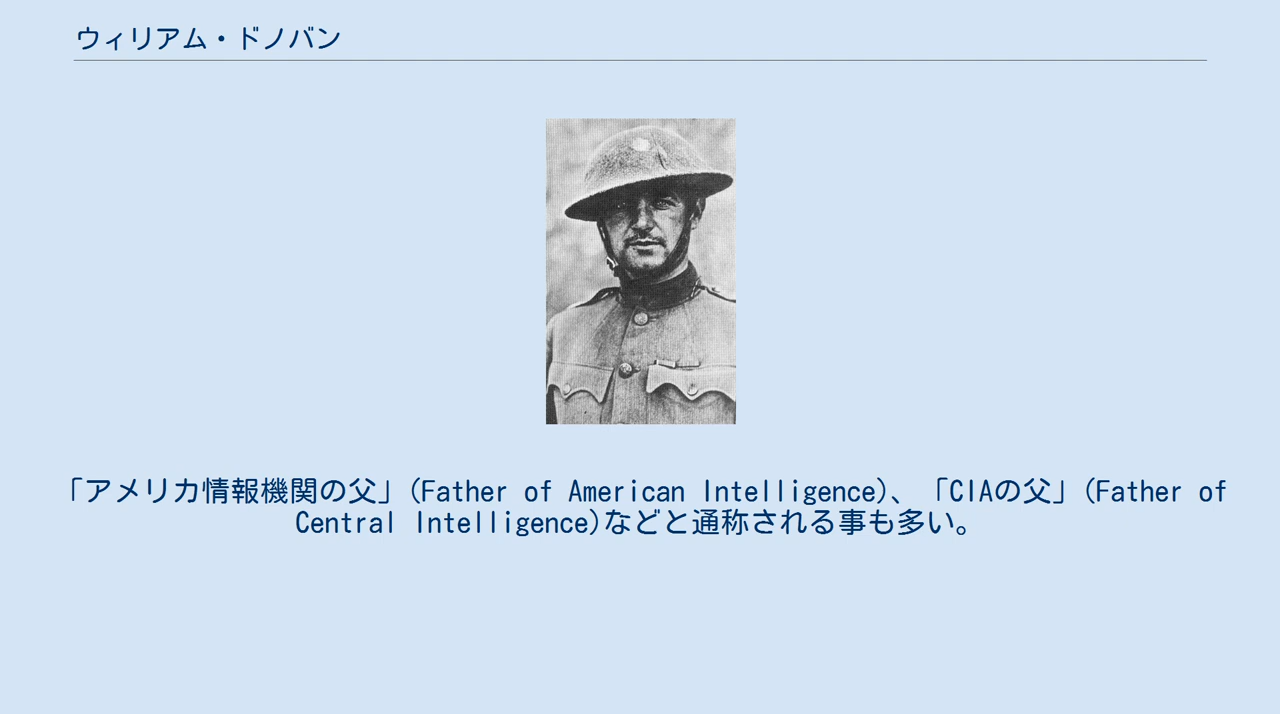 ウィリアム・ドノバン
「アメリカ情報機関の父」(Father of American Intelligence)、「CIAの父」(Father of
Central Intelligence)などと通称される事も多い。